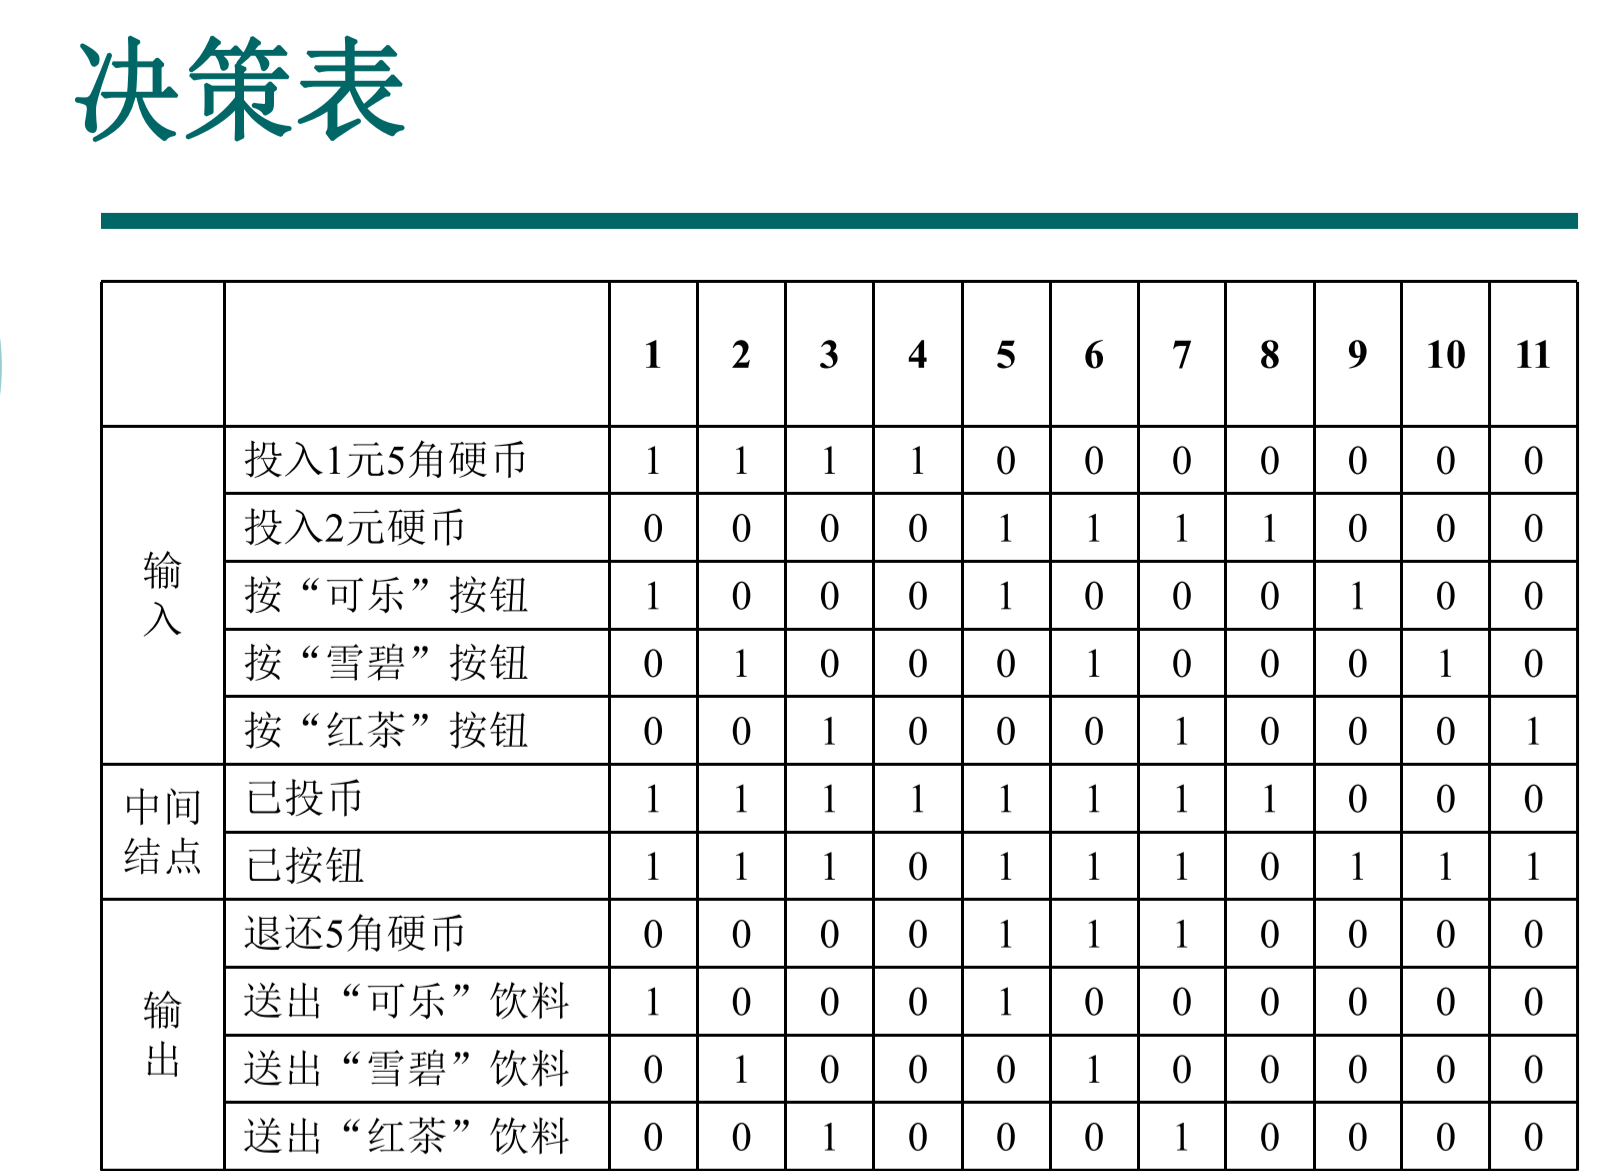 决策表
1 2 3 4 5 6 7 8 9 10 11
输入
投入1元5角硬币 1 1 1 1 0 0 0 0 0 0 0
投入2元硬币 0 0 0 0 1 1 1 1 0 0 0
按“可乐”按钮 1 0 0 0 1 0 0 0 1 0 0
按“雪碧”按钮 0 1 0 0 0 1 0 0 0 1 0
按“红茶”按钮 0 0 1 0 0 0 1 0 0 0 1
中间
结点
已投币 1 1 1 1 1 1 1 1 0 0 0
已按钮 1 1 1 0 1 1 1 0 1 1 1
输出
退还5角硬币 0 0 0 0 1 1 1 0 0 0 0
送出“可乐”饮料 1 0 0 0 1 0 0 0 0 0 0
送出“雪碧”饮料 0 1 0 0 0 1 0 0 0 0 0
送出“红茶”饮料 0 0 1 0 0 0 1 0 0 0 0